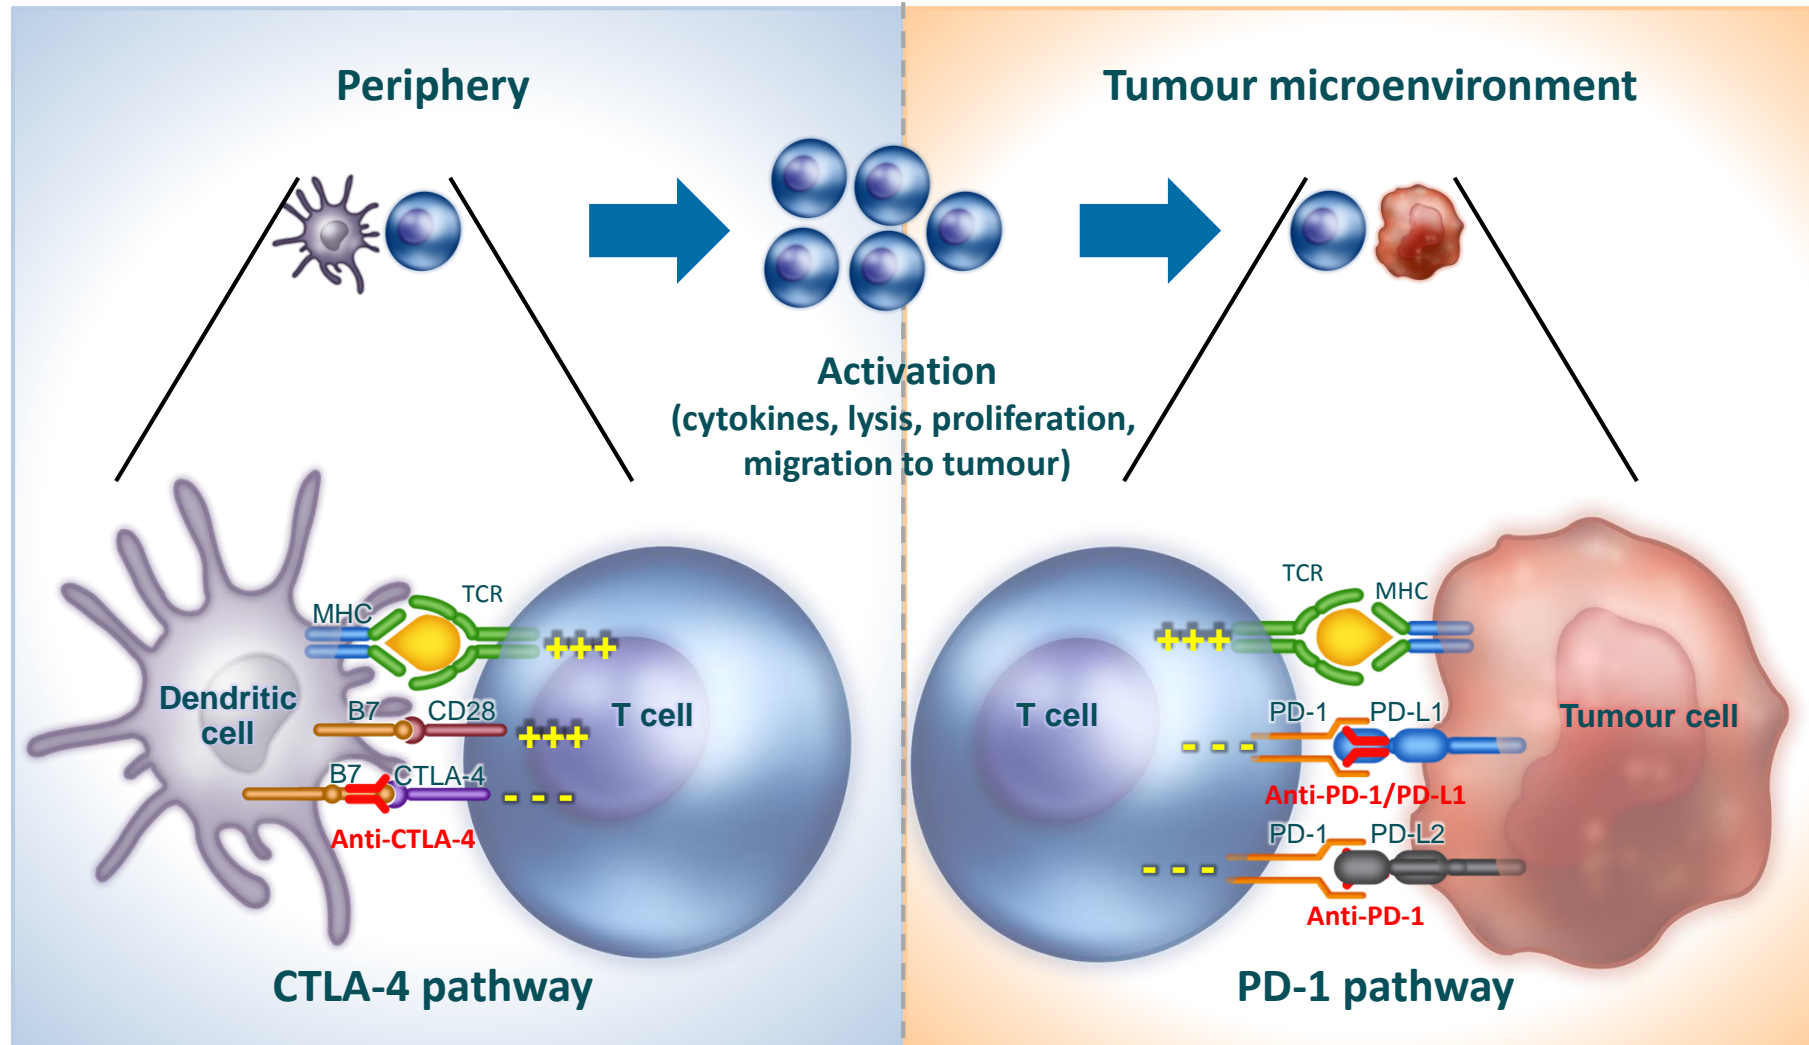 Periphery
Tumour microenvironment
Activation
(cytokines, lysis, proliferation,
migration to tumour)
MHC
TCR
+++
Dendritic
cell
B7
CD28
+++
T cell
B7
CTLA-4
- - -
Anti-CTLA-4
CTLA-4 pathway
TCR
MHC
+++
T cell
PD-1
PD-L1
- - -
Tumour cell
Anti-PD-1/PD-L1
PD-1
PD-L2
- - -
Anti-PD-1
PD-1 pathway